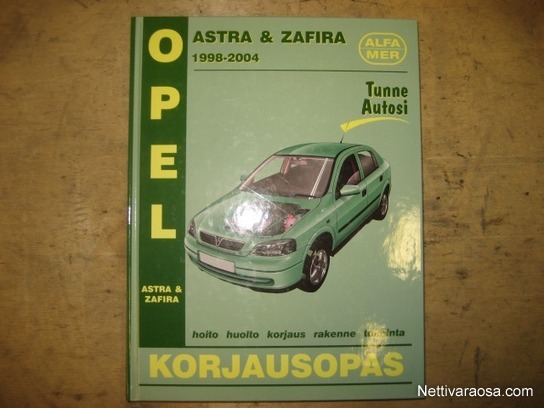 OPEL
ASTRA & ZAFIRA
1998-2004
ALFA
MER
Tunne
Autosi
ASTRA &
ZAFIRA
hoito huolto korjaus rakenne toiminta
KORJAUSOPAS
Nettivaraosa.com